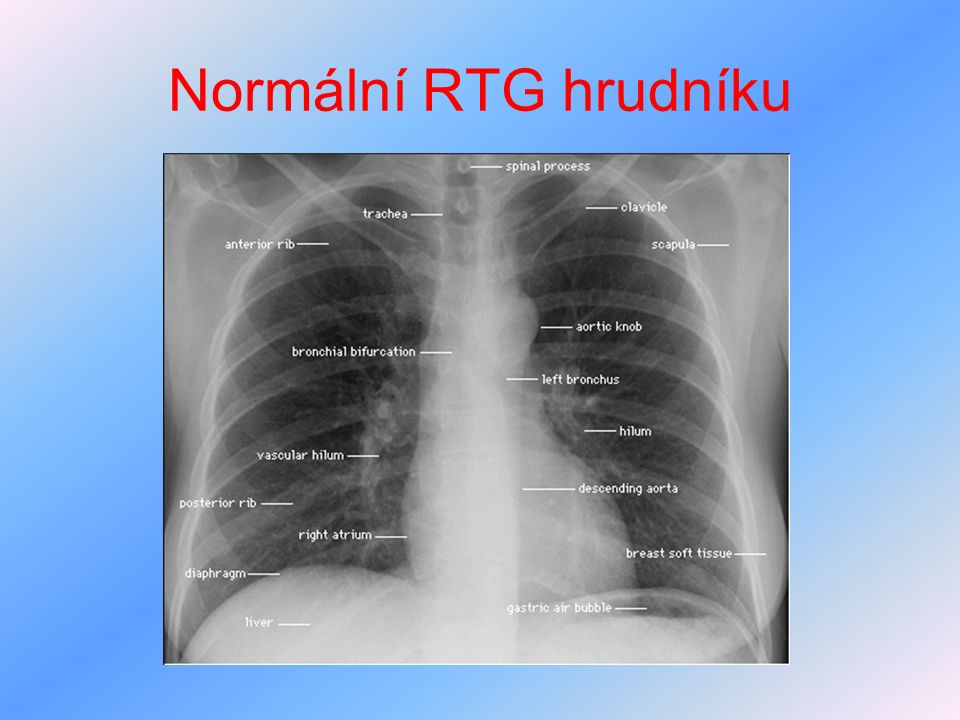 Normální RTG hrudníku
spinal process
trachea
clavicle
anterior rib
scapula
aortic knob
bronchial bifurcation
left bronchus
hilum
vascular hilum
descending aorta
posterior rib
right atrium
breast soft tissue
diaphragm
gastric air bubble
liver